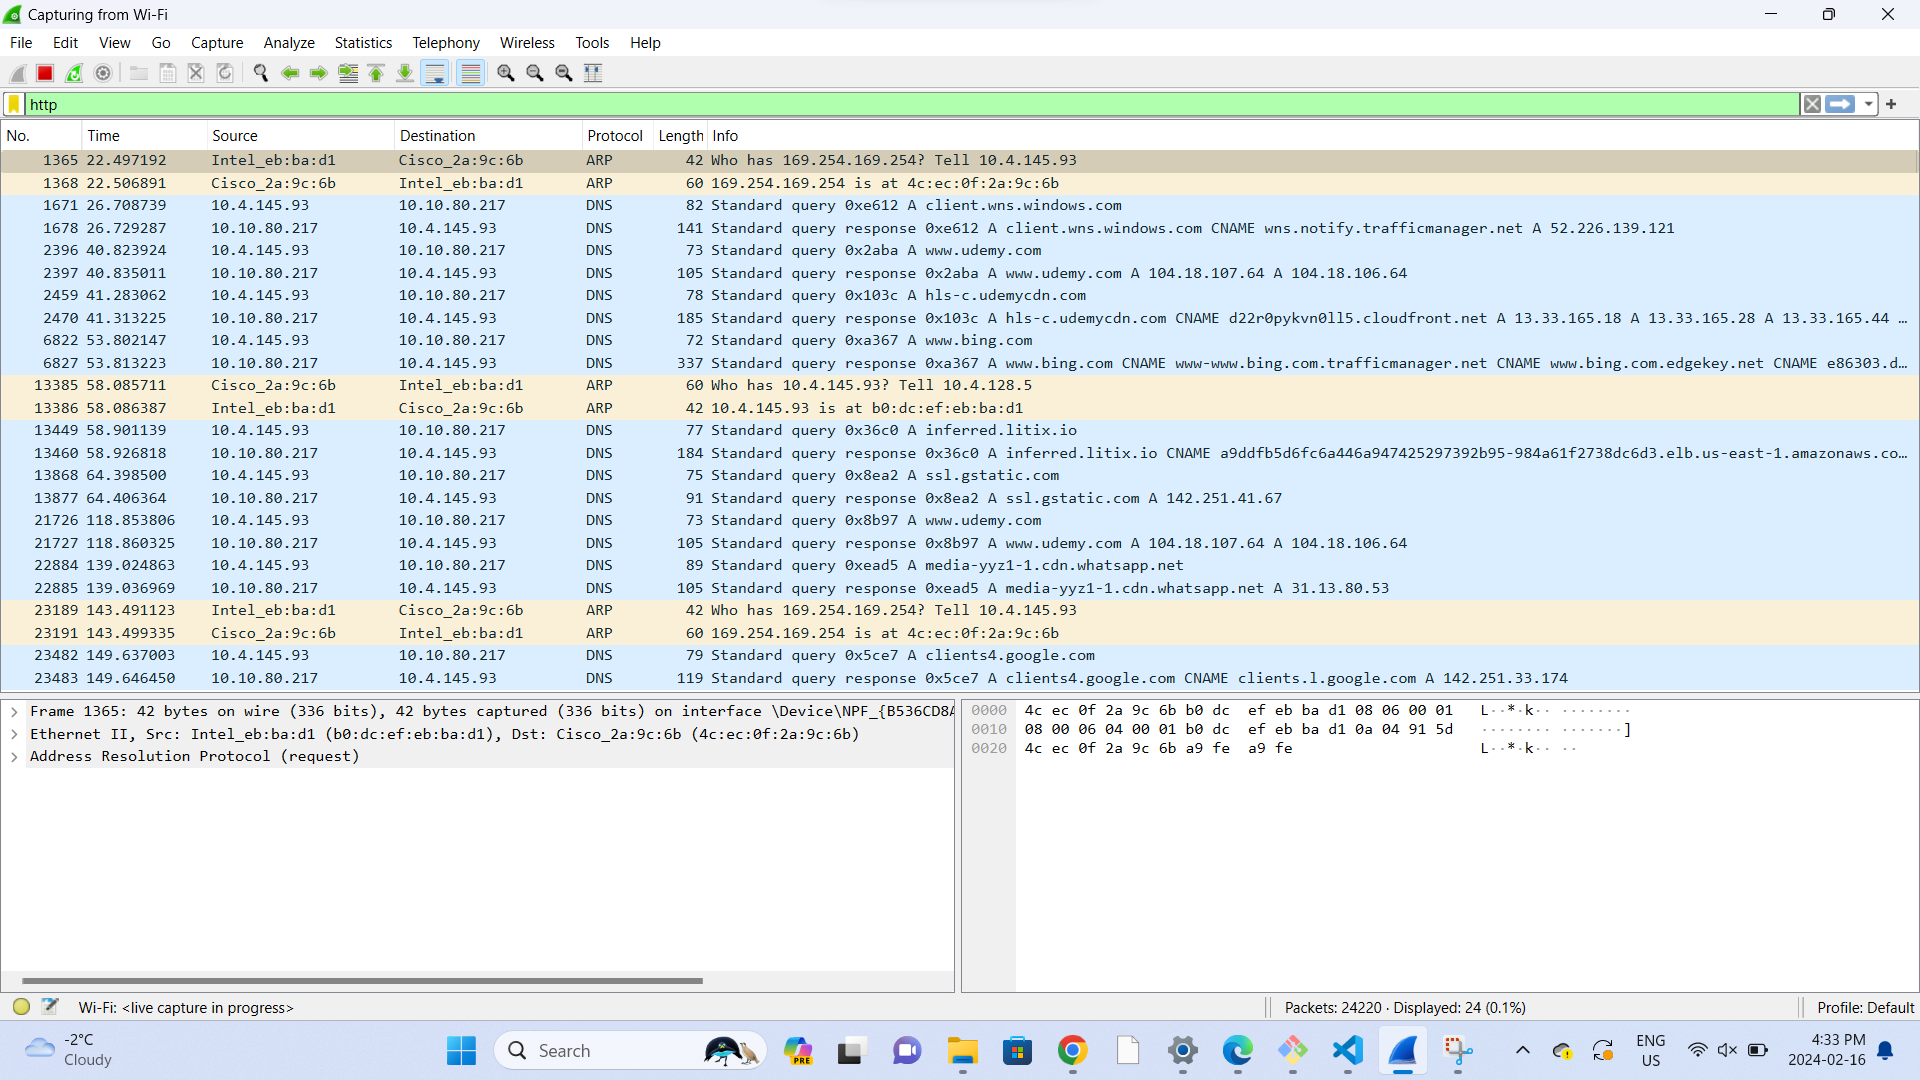 Capturing from Wi-Fi
File Edit View Go Capture Analyze Statistics Telephony Wireless Tools Help
http
No. Time Source Destination Protocol Length Info
1365 22.497192 Intel_eb:ba:d1 Cisco_2a:9c:6b ARP 42 Who has 169.254.169.254? Tell 10.4.145.93
1368 22.506891 Cisco_2a:9c:6b Intel_eb:ba:d1 ARP 60 169.254.169.254 is at 4c:ec:0f:2a:9c:6b
1671 26.708739 10.4.145.93 10.10.80.217 DNS 82 Standard query 0xe612 A client.wns.windows.com
1678 26.729287 10.10.80.217 10.4.145.93 DNS 141 Standard query response 0xe612 A client.wns.windows.com CNAME wns.notify.trafficmanager.net A 52.226.139.121
2396 40.823924 10.4.145.93 10.10.80.217 DNS 73 Standard query 0x2aba A www.udemy.com
2397 40.835011 10.10.80.217 10.4.145.93 DNS 105 Standard query response 0x2aba A www.udemy.com A 104.18.107.64 A 104.18.106.64
2459 41.283062 10.4.145.93 10.10.80.217 DNS 78 Standard query 0x103c A hls-c.udemycdn.com
2470 41.313225 10.10.80.217 10.4.145.93 DNS 185 Standard query response 0x103c A hls-c.udemycdn.com CNAME d22r0pykvn0ll5.cloudfront.net A 13.33.165.18 A 13.33.165.28 A 13.33.165.44 …
6822 53.802147 10.4.145.93 10.10.80.217 DNS 72 Standard query 0xa367 A www.bing.com
6827 53.813223 10.10.80.217 10.4.145.93 DNS 337 Standard query response 0xa367 A www.bing.com CNAME www-www.bing.com.trafficmanager.net CNAME www.bing.com.edgekey.net CNAME e86303.d…
13385 58.085711 Cisco_2a:9c:6b Intel_eb:ba:d1 ARP 60 Who has 10.4.145.93? Tell 10.4.128.5
13386 58.086387 Intel_eb:ba:d1 Cisco_2a:9c:6b ARP 42 10.4.145.93 is at b0:dc:ef:eb:ba:d1
13449 58.901139 10.4.145.93 10.10.80.217 DNS 77 Standard query 0x36c0 A inferred.litix.io
13460 58.926818 10.10.80.217 10.4.145.93 DNS 184 Standard query response 0x36c0 A inferred.litix.io CNAME a9ddfb5d6fc6a446a947425297392b95-984a61f2738dc6d3.elb.us-east-1.amazonaws.co…
13868 64.398500 10.4.145.93 10.10.80.217 DNS 75 Standard query 0x8ea2 A ssl.gstatic.com
13877 64.406364 10.10.80.217 10.4.145.93 DNS 91 Standard query response 0x8ea2 A ssl.gstatic.com A 142.251.41.67
21726 118.853806 10.4.145.93 10.10.80.217 DNS 73 Standard query 0x8b97 A www.udemy.com
21727 118.860325 10.10.80.217 10.4.145.93 DNS 105 Standard query response 0x8b97 A www.udemy.com A 104.18.107.64 A 104.18.106.64
22884 139.024863 10.4.145.93 10.10.80.217 DNS 89 Standard query 0xead5 A media-yyz1-1.cdn.whatsapp.net
22885 139.036969 10.10.80.217 10.4.145.93 DNS 105 Standard query response 0xead5 A media-yyz1-1.cdn.whatsapp.net A 31.13.80.53
23189 143.491123 Intel_eb:ba:d1 Cisco_2a:9c:6b ARP 42 Who has 169.254.169.254? Tell 10.4.145.93
23191 143.499335 Cisco_2a:9c:6b Intel_eb:ba:d1 ARP 60 169.254.169.254 is at 4c:ec:0f:2a:9c:6b
23482 149.637003 10.4.145.93 10.10.80.217 DNS 79 Standard query 0x5ce7 A clients4.google.com
23483 149.646450 10.10.80.217 10.4.145.93 DNS 119 Standard query response 0x5ce7 A clients4.google.com CNAME clients.l.google.com A 142.251.33.174
Frame 1365: 42 bytes on wire (336 bits), 42 bytes captured (336 bits) on interface \Device\NPF_{B536CD8A
Ethernet II, Src: Intel_eb:ba:d1 (b0:dc:ef:eb:ba:d1), Dst: Cisco_2a:9c:6b (4c:ec:0f:2a:9c:6b)
Address Resolution Protocol (request)
0000 4c ec 0f 2a 9c 6b b0 dc ef eb ba d1 08 06 00 01 L··*·k·· ········
0010 08 00 06 04 00 01 b0 dc ef eb ba d1 0a 04 91 5d ········ ·······]
0020 4c ec 0f 2a 9c 6b a9 fe a9 fe L··*·k·· ··
Wi-Fi: <live capture in progress>
Packets: 24220 · Displayed: 24 (0.1%)
Profile: Default
-2°C
Cloudy
Search
PRE
ENG
US
4:33 PM
2024-02-16